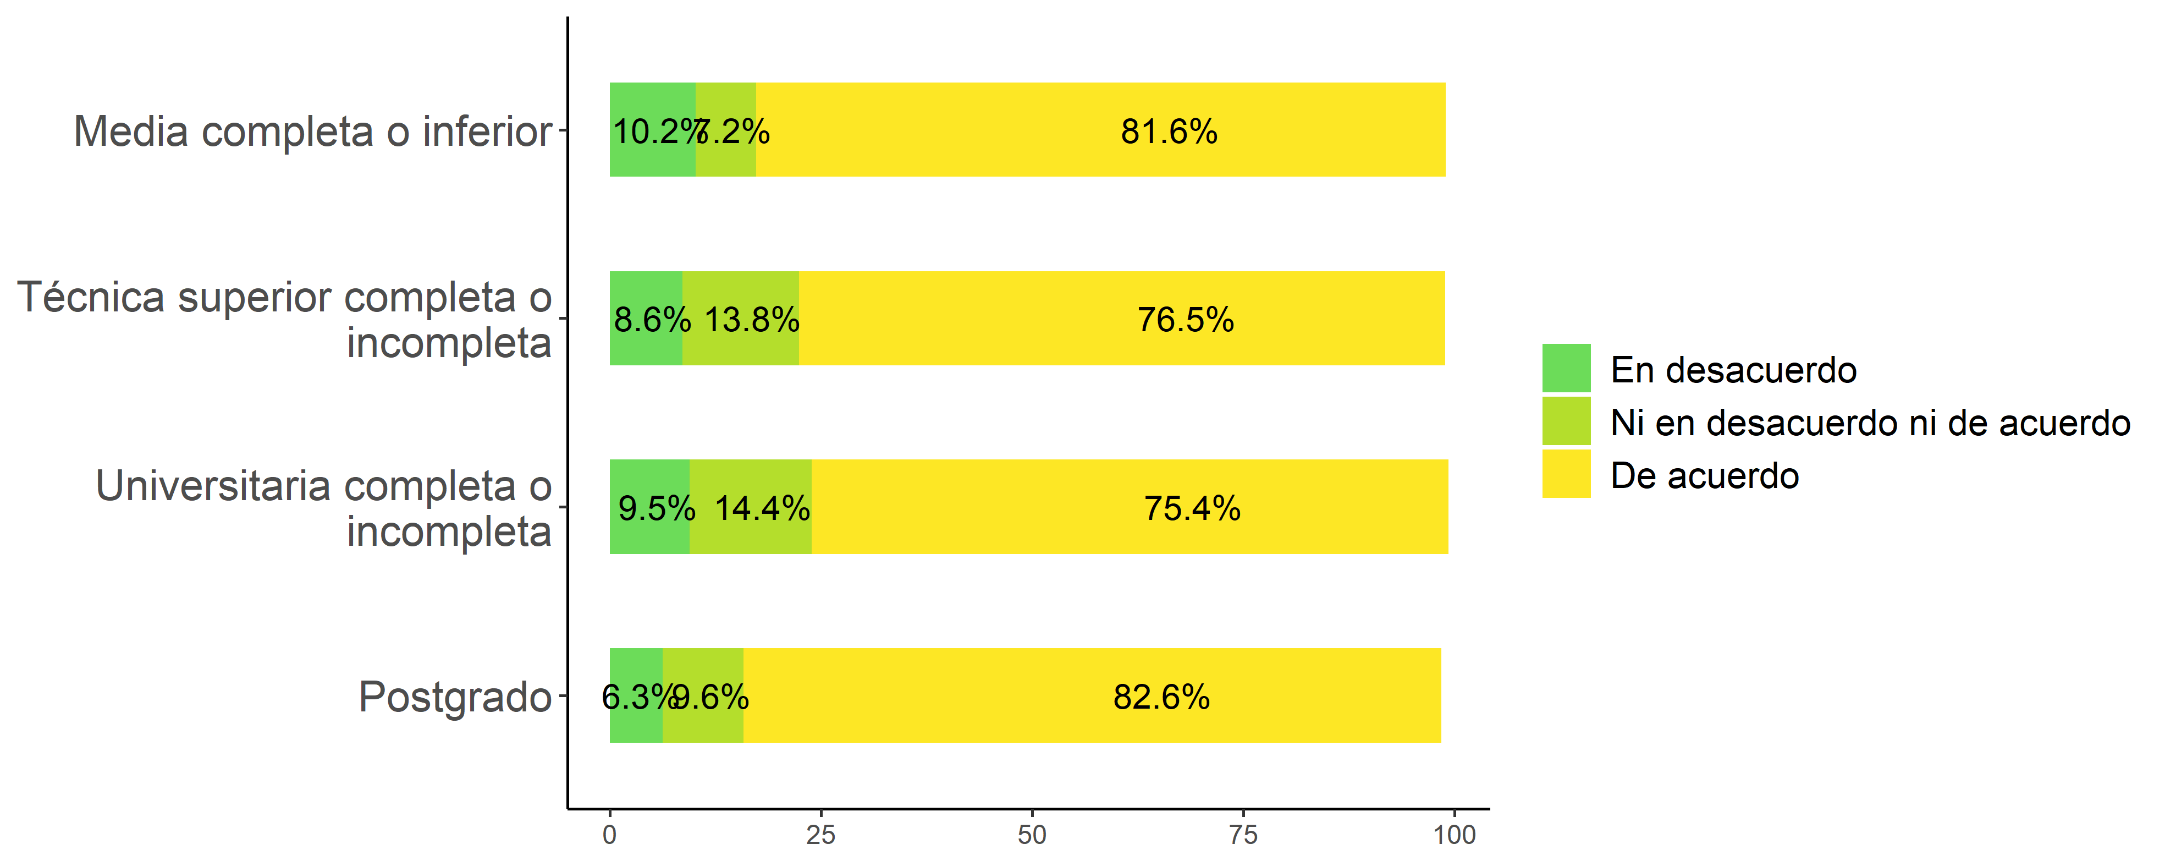 Media completa o inferior
10.2% 7.2% 81.6%
Técnica superior completa o
incompleta
8.6% 13.8% 76.5%
Universitaria completa o
incompleta
9.5% 14.4% 75.4%
Postgrado
6.3% 9.6% 82.6%
0 25 50 75 100
En desacuerdo
Ni en desacuerdo ni de acuerdo
De acuerdo